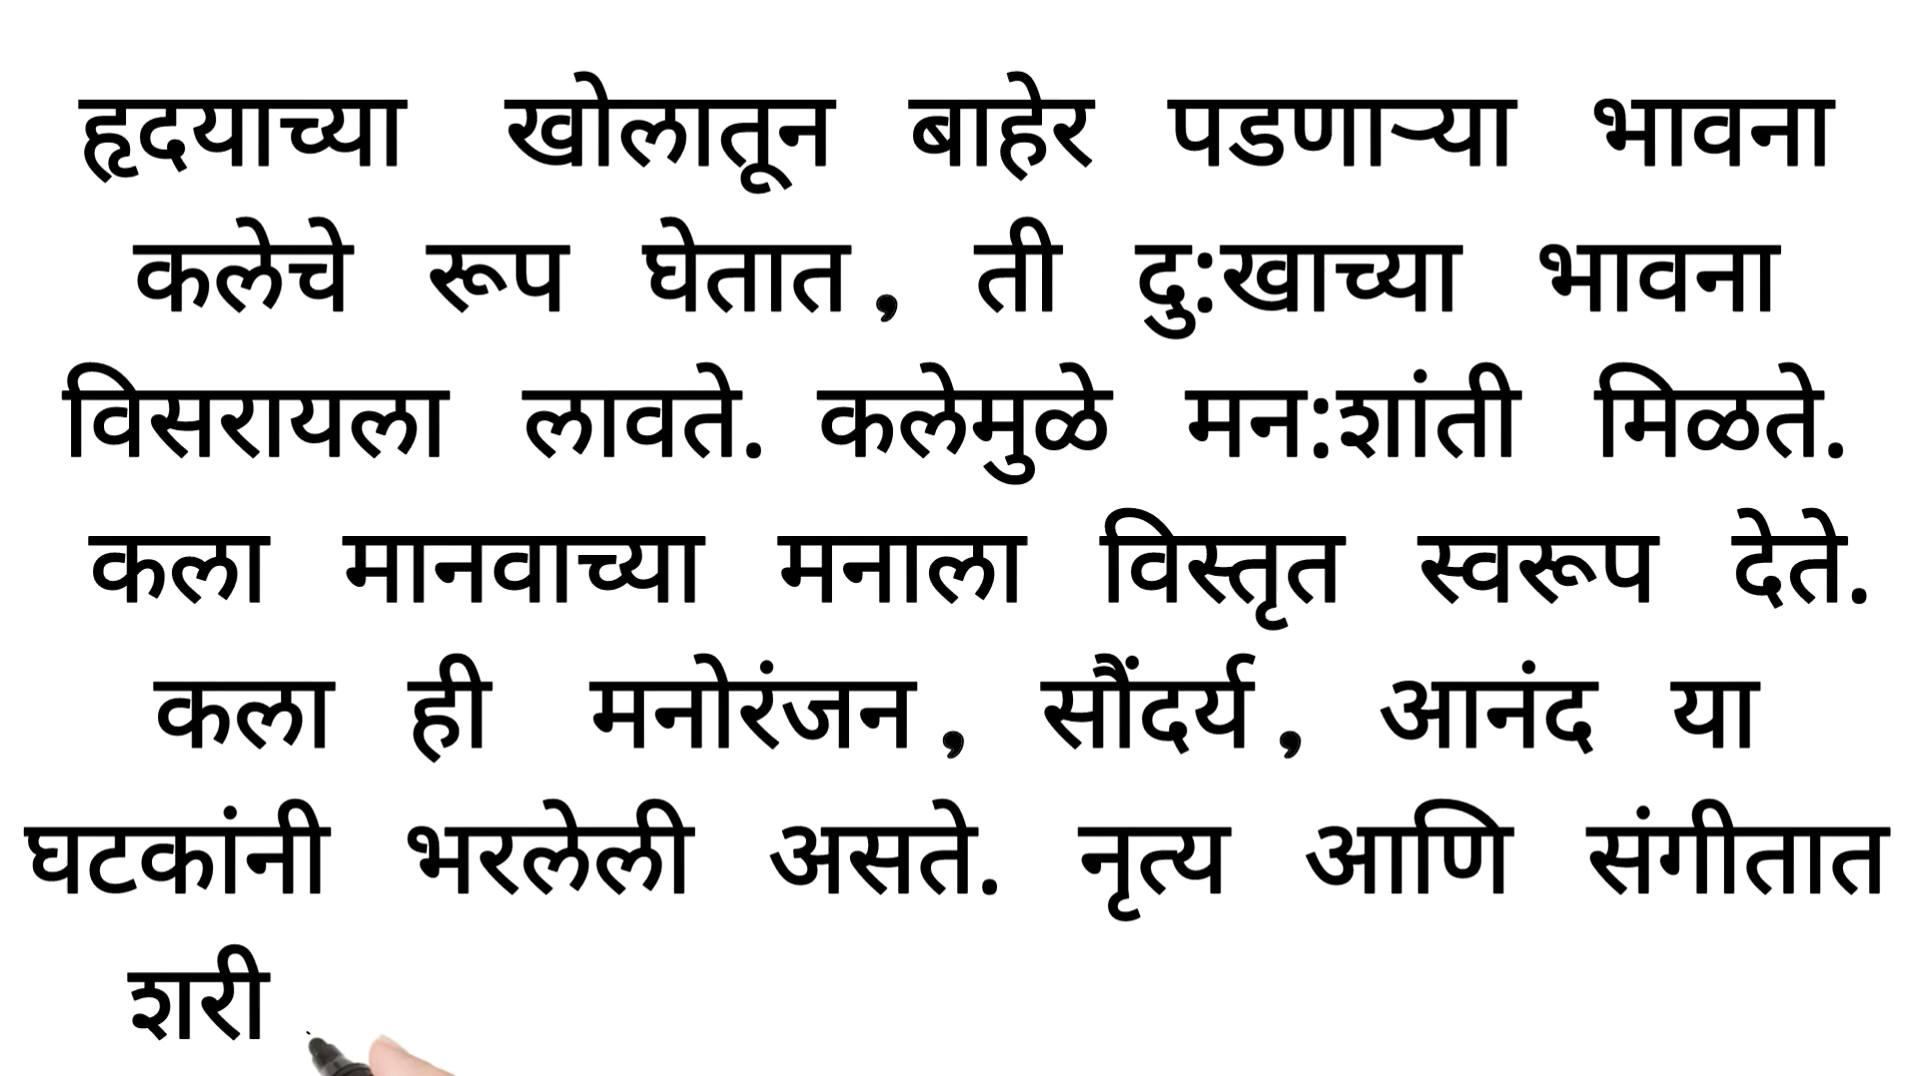 हृदयाच्या खोलातून बाहेर पडणाऱ्या भावना
कलेचे रूप घेतात, ती दु:खाच्या भावना
विसरायला लावते. कलेमुळे मन:शांती मिळते.
कला मानवाच्या मनाला विस्तृत स्वरूप देते.
कला ही मनोरंजन, सौंदर्य, आनंद या
घटकांनी भरलेली असते. नृत्य आणि संगीतात
शरी